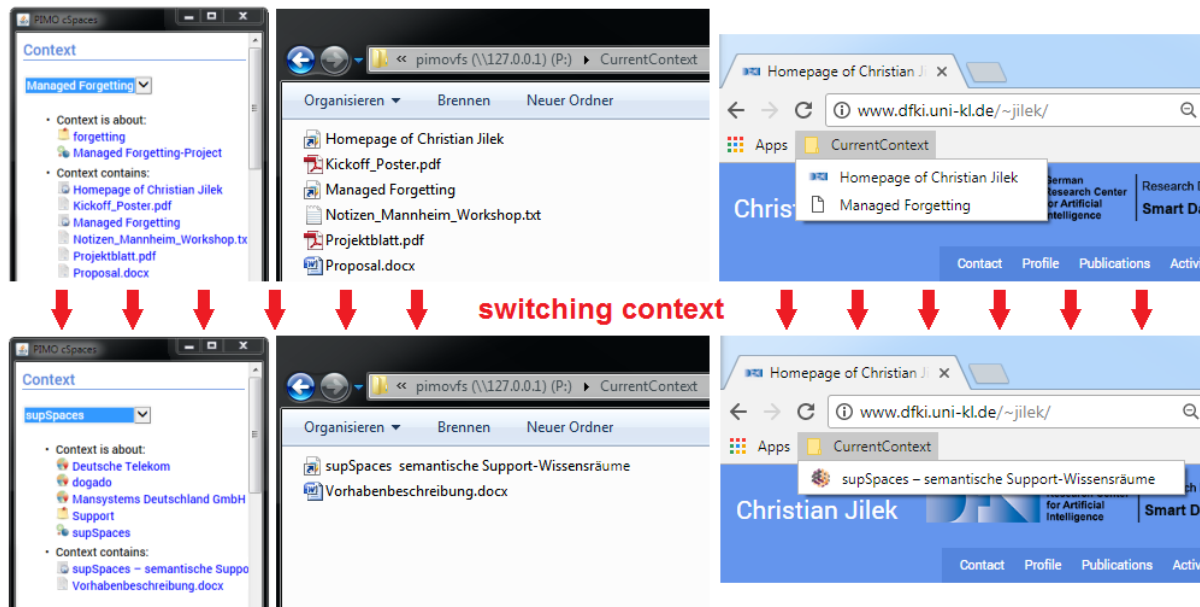 PIMO cSpaces
Context
Managed Forgetting
Context is about:
forgetting
Managed Forgetting-Project
Context contains:
Homepage of Christian Jilek
Kickoff_Poster.pdf
Managed Forgetting
Notizen_Mannheim_Workshop.tx
Projektblatt.pdf
Proposal.docx
« pimovfs (\\127.0.0.1) (P:) CurrentContext
Organisieren Brennen Neuer Ordner
Homepage of Christian Jilek
Kickoff_Poster.pdf
Managed Forgetting
Notizen_Mannheim_Workshop.txt
Projektblatt.pdf
Proposal.docx
Homepage of Christian J
www.dfki.uni-kl.de/~jilek/
Apps CurrentContext
Homepage of Christian Jilek
Managed Forgetting
Chris
German
Research Center
for Artificial
Intelligence
Research D
Smart Da
Contact Profile Publications Activi
switching context
PIMO cSpaces
Context
supSpaces
Context is about:
Deutsche Telekom
dogado
Mansystems Deutschland GmbH
Support
supSpaces
Context contains:
supSpaces – semantische Suppo
Vorhabenbeschreibung.docx
« pimovfs (\\127.0.0.1) (P:) CurrentContext
Organisieren Brennen Neuer Ordner
supSpaces semantische Support-Wissensräume
Vorhabenbeschreibung.docx
Homepage of Christian J
www.dfki.uni-kl.de/~jilek/
Apps CurrentContext
supSpaces – semantische Support-Wissensräume
Christian Jilek
Research Center
for Artificial
Intelligence
Smart D
Contact Profile Publications Activ